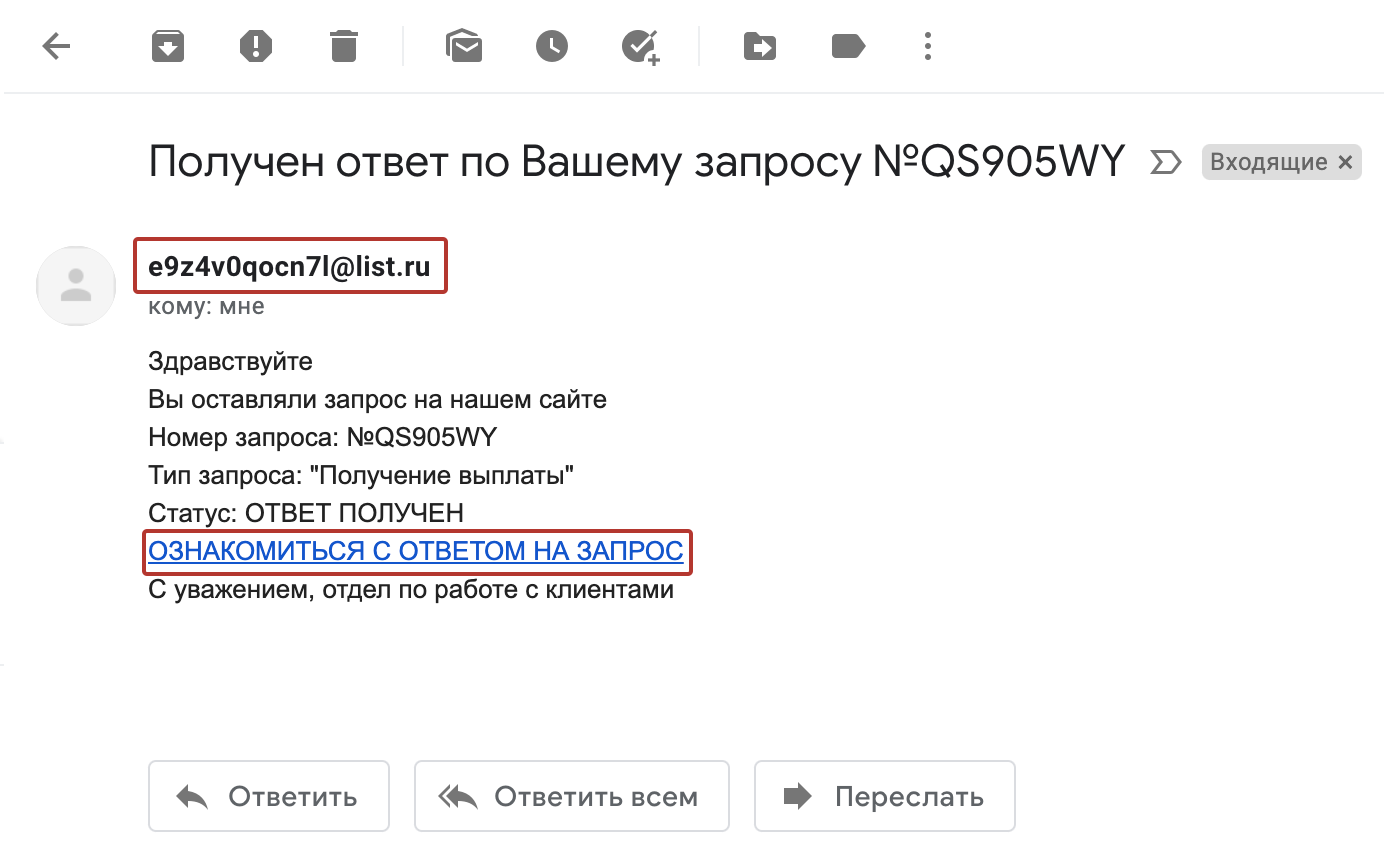 Получен ответ по Вашему запросу №QS905WY
Входящие ×
e9z4v0qocn7l@list.ru
кому: мне
Здравствуйте
Вы оставляли запрос на нашем сайте
Номер запроса: №QS905WY
Тип запроса: "Получение выплаты"
Статус: ОТВЕТ ПОЛУЧЕН
ОЗНАКОМИТЬСЯ С ОТВЕТОМ НА ЗАПРОС
С уважением, отдел по работе с клиентами
Ответить
Ответить всем
Переслать